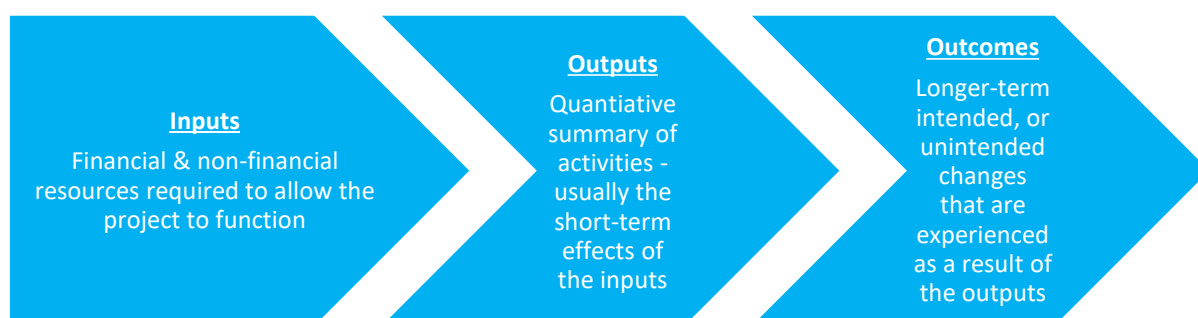 Inputs
Financial & non-financial
resources required to allow the
project to function
Outputs
Quantiative
summary of
activities -
usually the
short-term
effects of
the inputs
Outcomes
Longer-term
intended, or
unintended
changes
that are
experienced
as a result of
the outputs